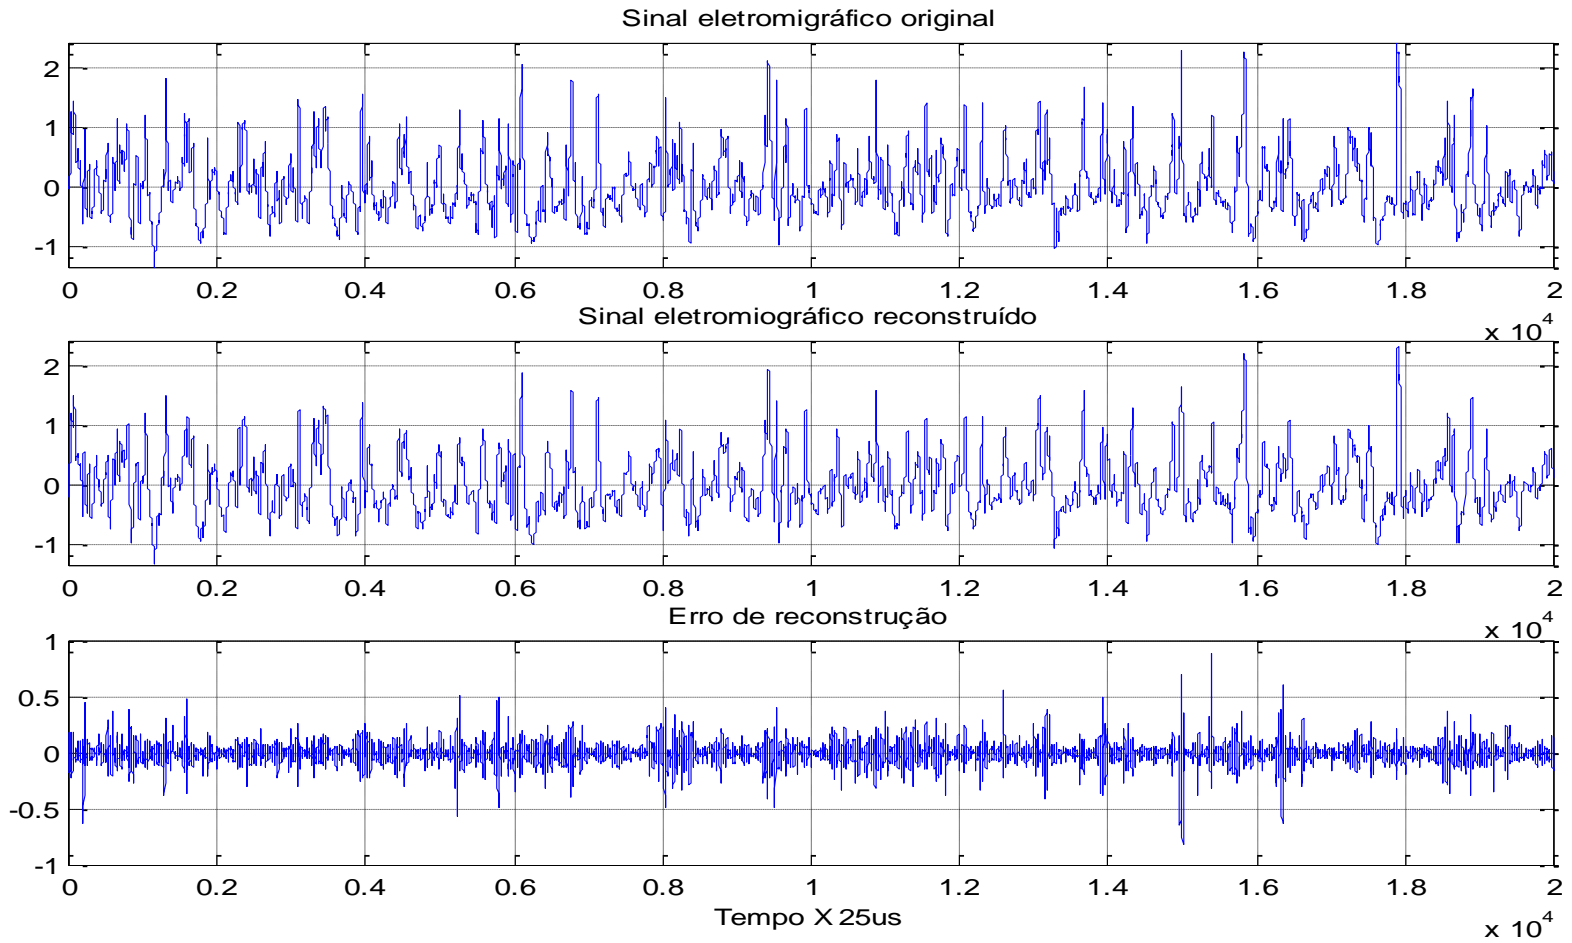 Sinal eletromigráfico original
2
1
0
-1
0 0.2 0.4 0.6 0.8 1 1.2 1.4 1.6 1.8 2
x 10^4
Sinal eletromiográfico reconstruído
2
1
0
-1
0 0.2 0.4 0.6 0.8 1 1.2 1.4 1.6 1.8 2
x 10^4
Erro de reconstrução
1
0.5
0
-0.5
-1
0 0.2 0.4 0.6 0.8 1 1.2 1.4 1.6 1.8 2
Tempo X 25us
x 10^4